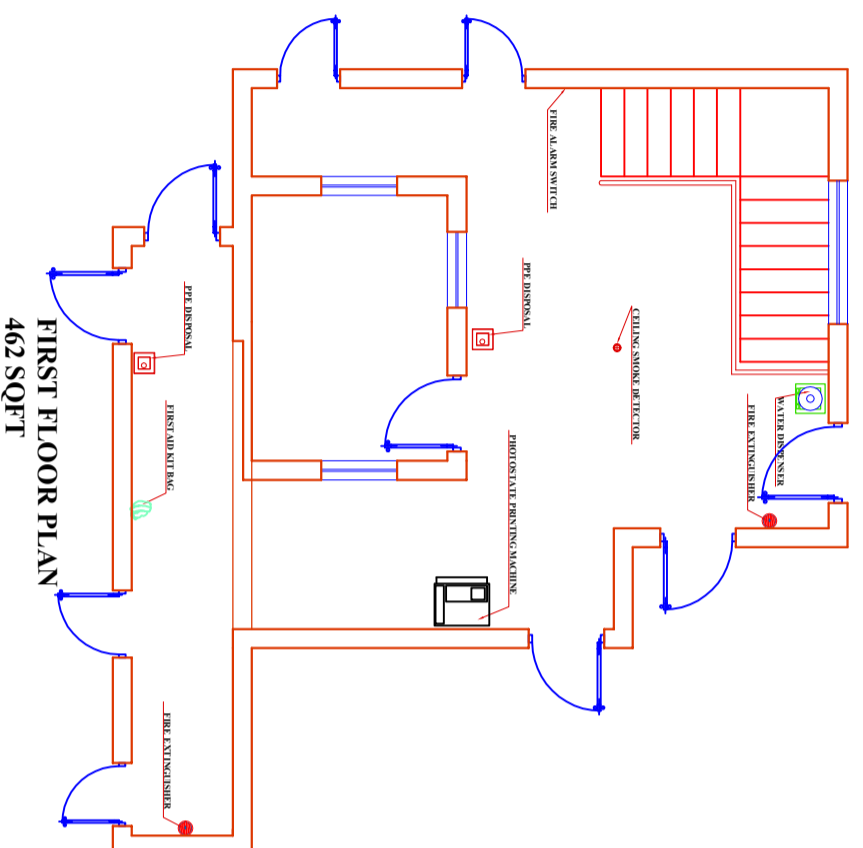 FIRE ALARM SWITCH
PPE DISPOSAL
CEILING SMOKE DETECTOR
WATER DISPENSER
FIRE EXTINGUISHER
PHOTOSTATE PRINTING MACHINE
PPE DISPOSAL
FIRST AID KIT BAG
FIRE EXTINGUISHER
FIRST FLOOR PLAN
462 SQFT